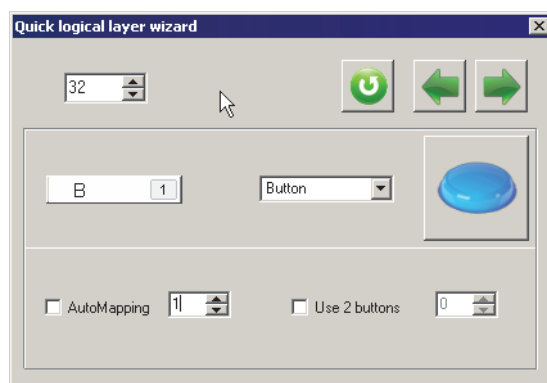 Quick logical layer wizard
32
B 1 Button
AutoMapping 1 Use 2 buttons 0